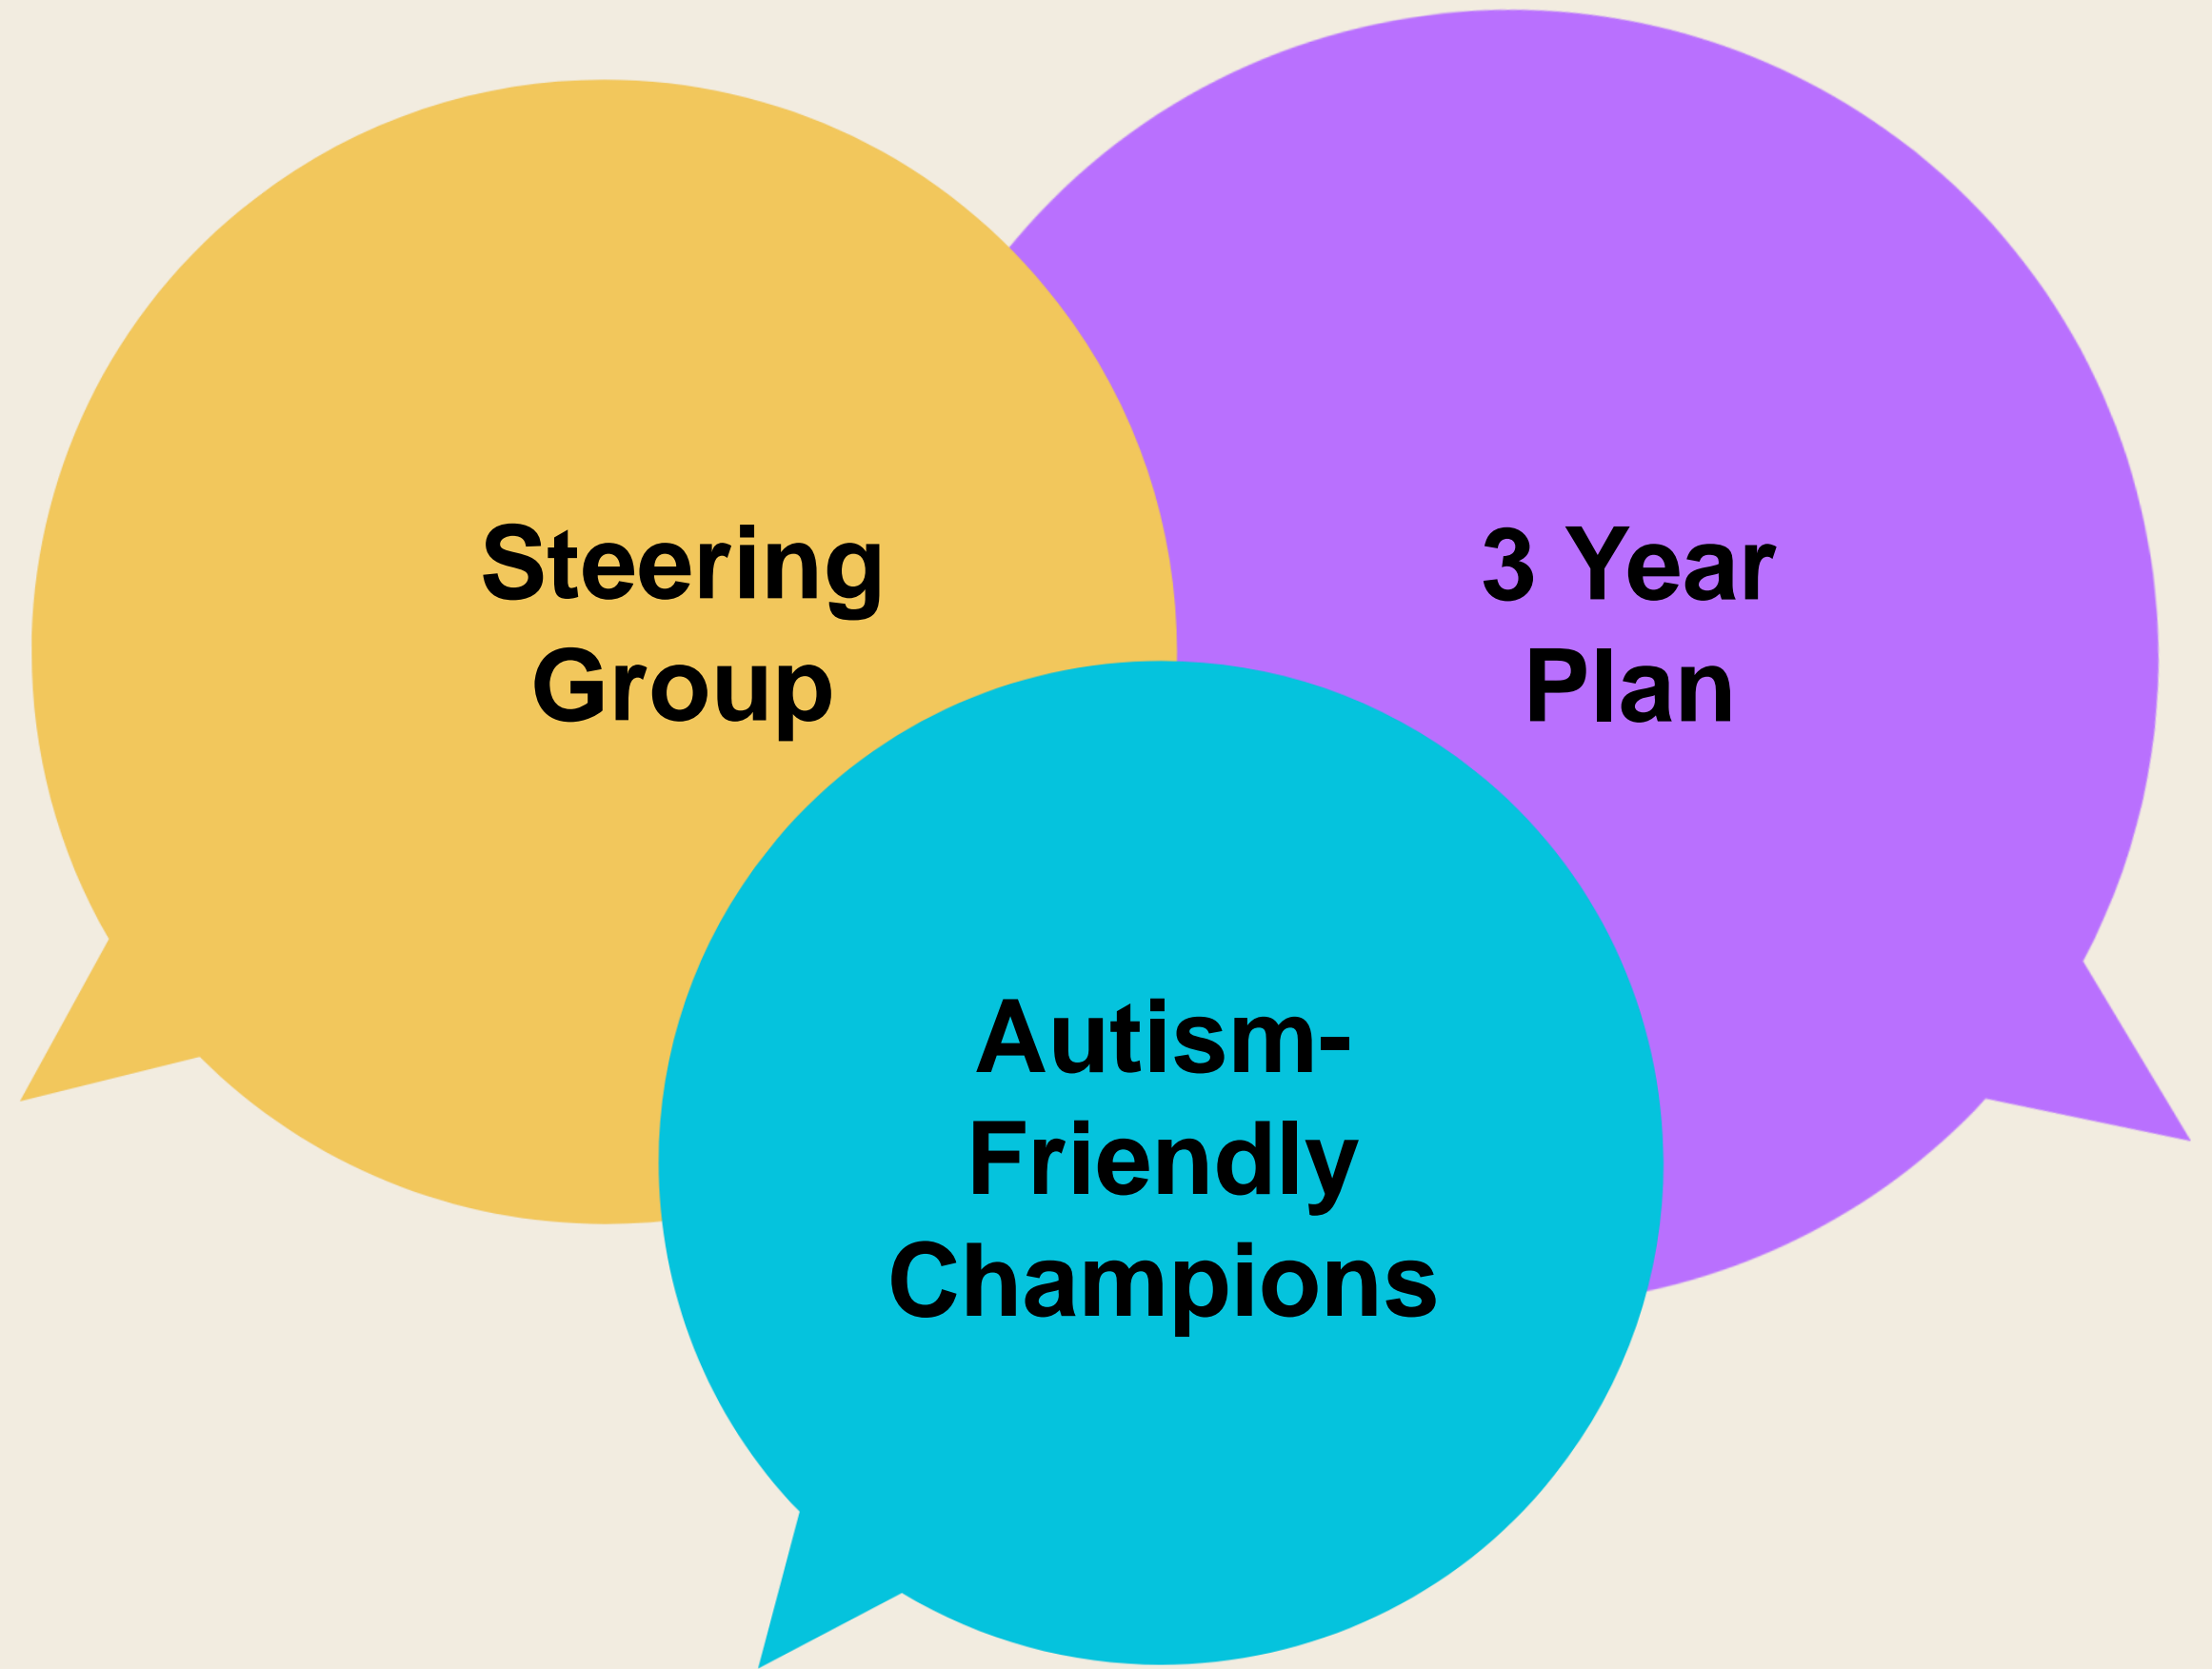 Steering
Group
3 Year
Plan
Autism-
Friendly
Champions